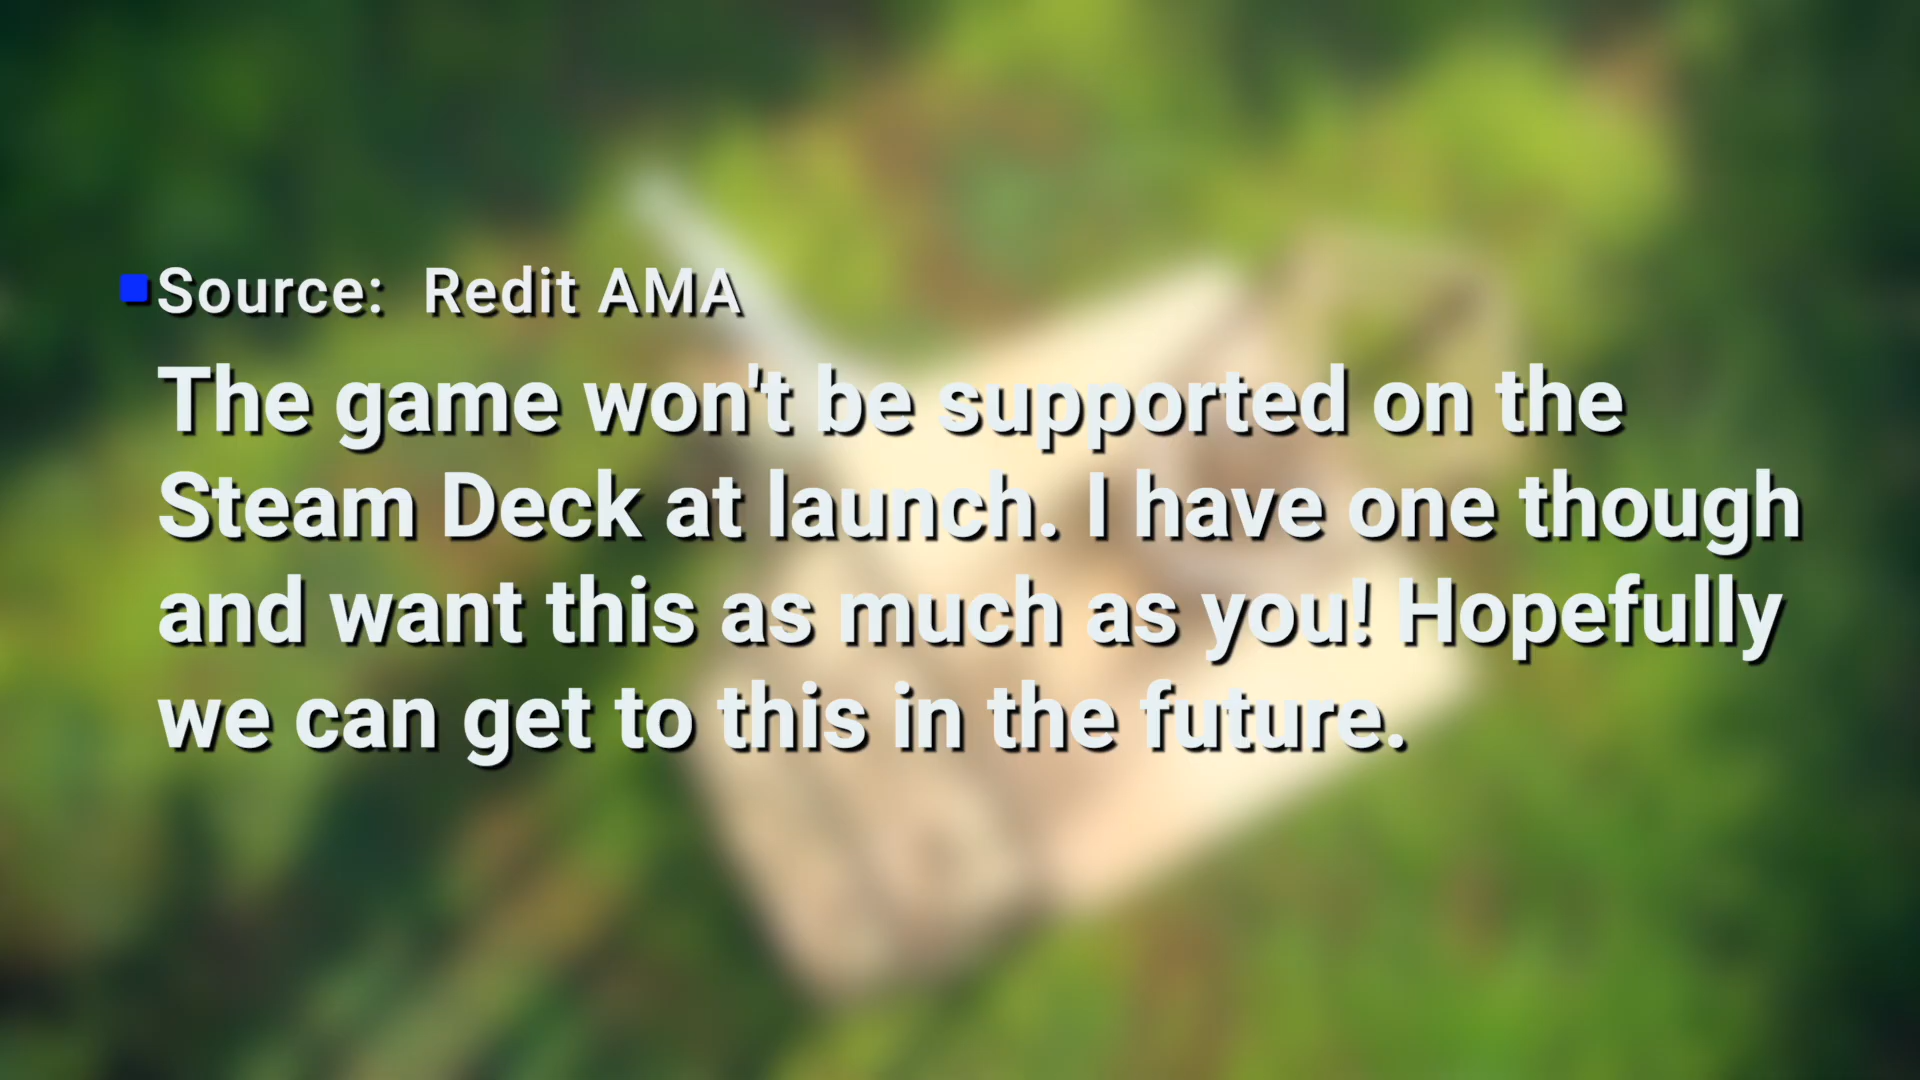 Source: Redit AMA
The game won't be supported on the
Steam Deck at launch. I have one though
and want this as much as you! Hopefully
we can get to this in the future.